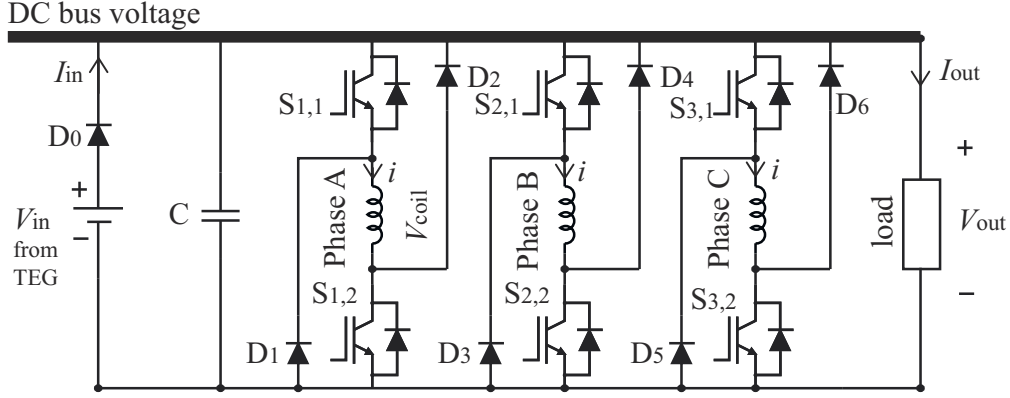 DC bus voltage
Iin
D0
+
Vin
−
from
TEG
C
S1,1
D2
i
Phase A
Vcoil
S1,2
D1
S2,1
D4
i
Phase B
S2,2
D3
S3,1
D6
i
Phase C
S3,2
D5
Iout
+
load
Vout
−